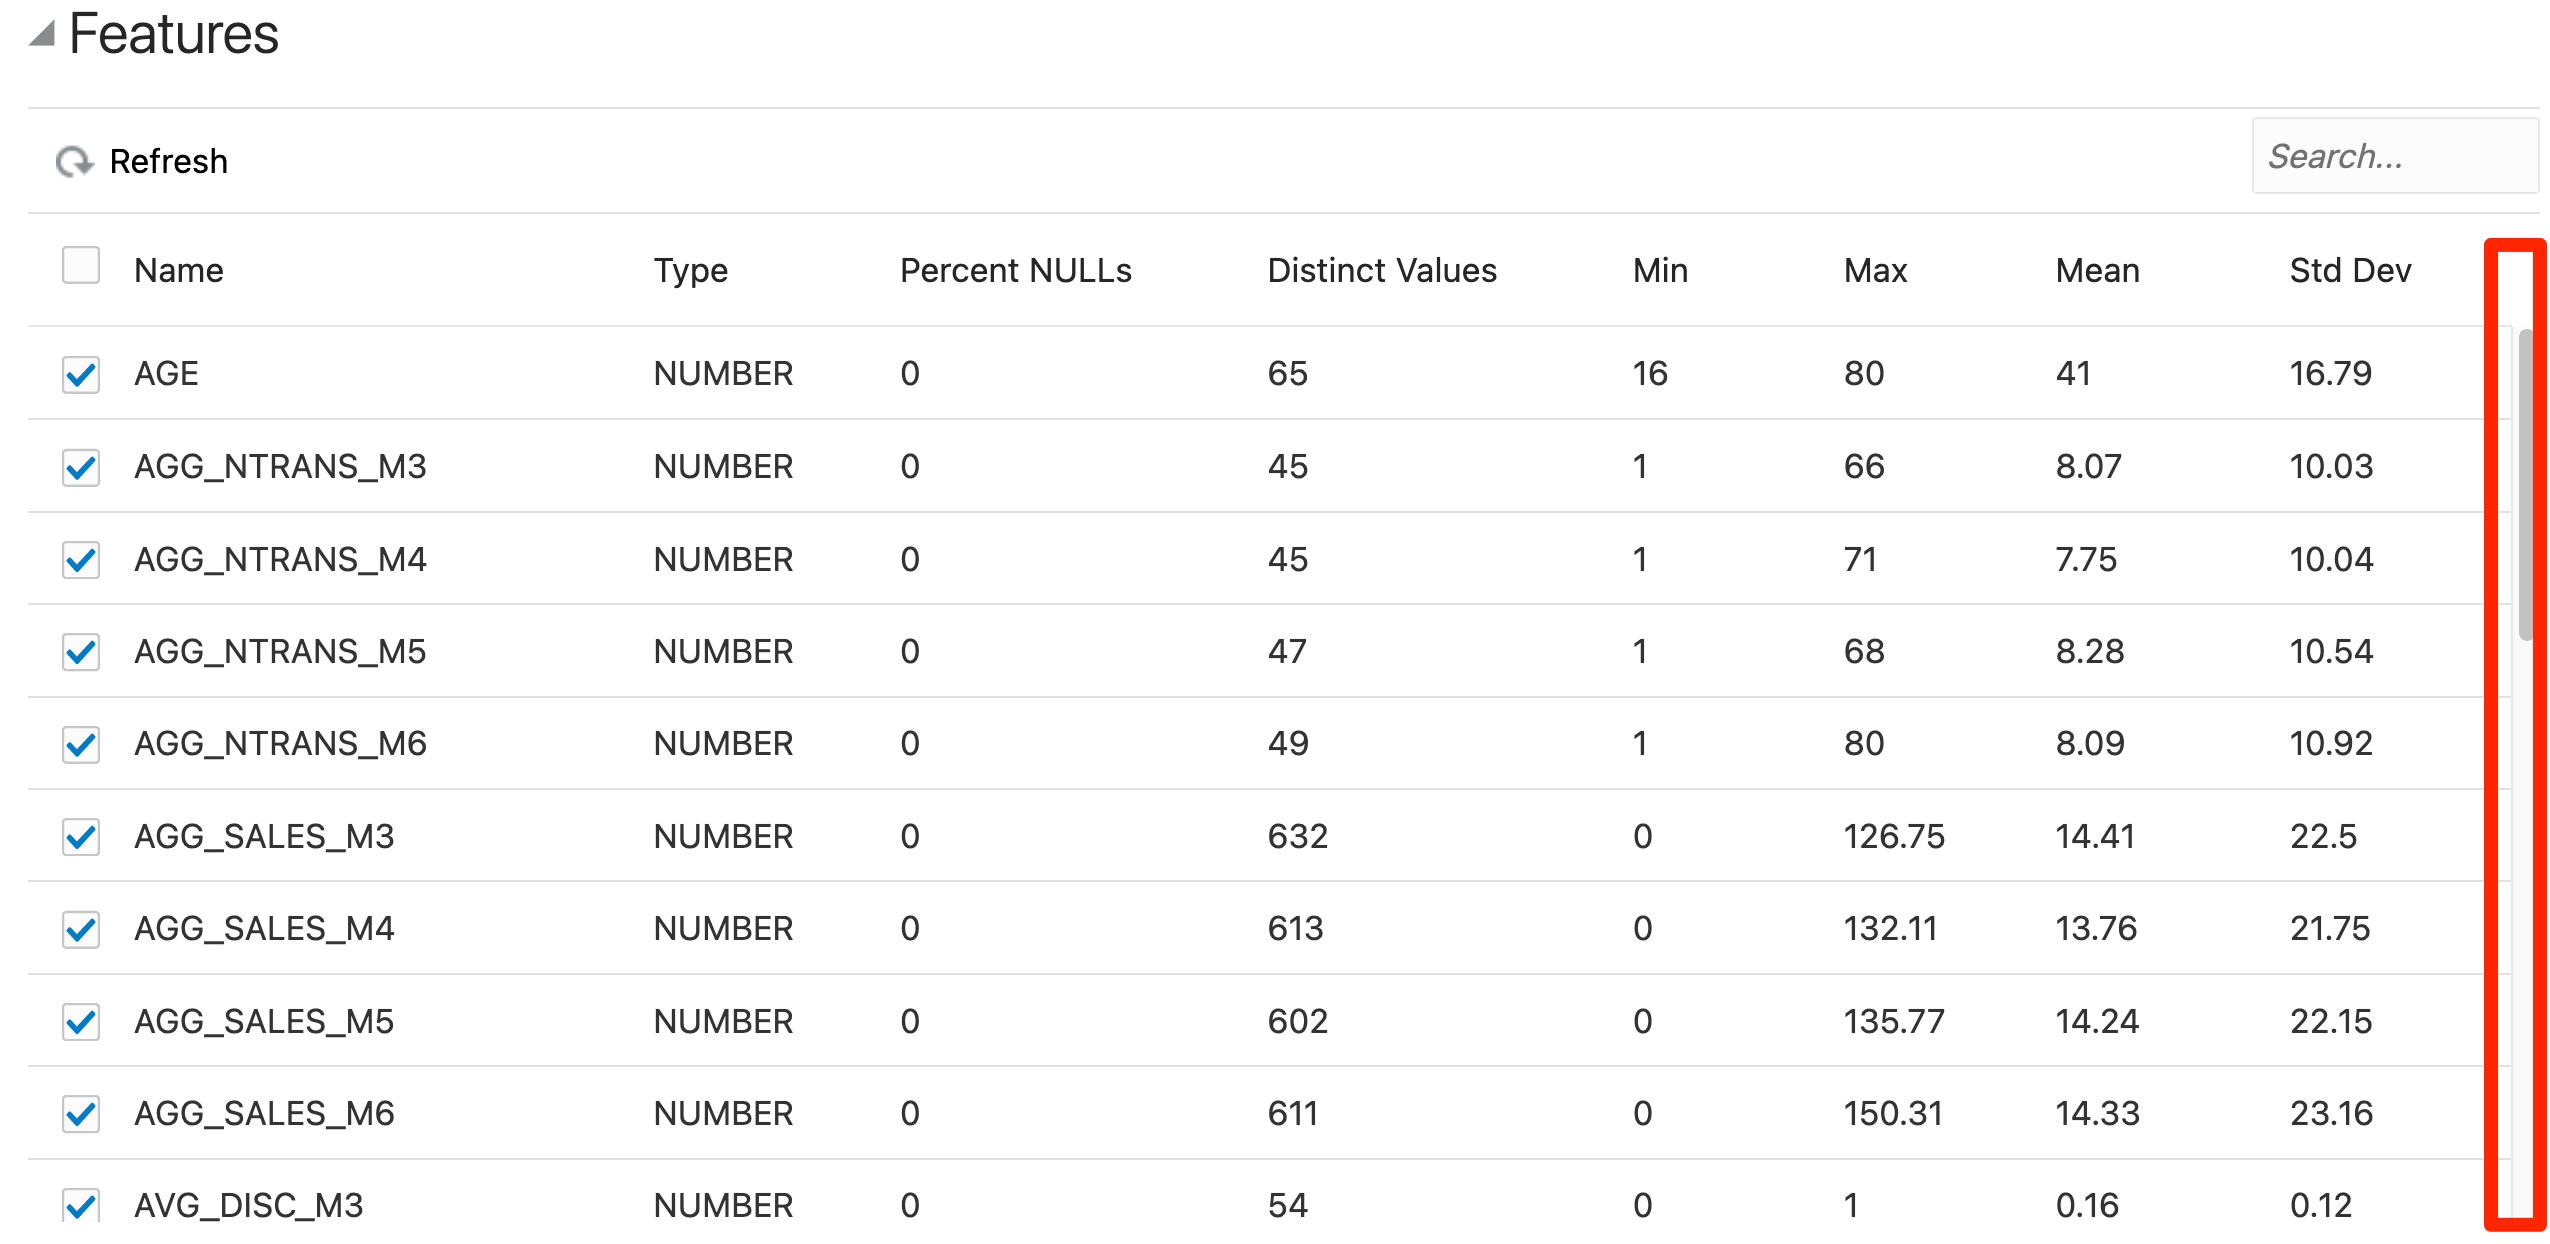 Features
Refresh Search...
Name Type Percent NULLs Distinct Values Min Max Mean Std Dev
AGE NUMBER 0 65 16 80 41 16.79
AGG_NTRANS_M3 NUMBER 0 45 1 66 8.07 10.03
AGG_NTRANS_M4 NUMBER 0 45 1 71 7.75 10.04
AGG_NTRANS_M5 NUMBER 0 47 1 68 8.28 10.54
AGG_NTRANS_M6 NUMBER 0 49 1 80 8.09 10.92
AGG_SALES_M3 NUMBER 0 632 0 126.75 14.41 22.5
AGG_SALES_M4 NUMBER 0 613 0 132.11 13.76 21.75
AGG_SALES_M5 NUMBER 0 602 0 135.77 14.24 22.15
AGG_SALES_M6 NUMBER 0 611 0 150.31 14.33 23.16
AVG_DISC_M3 NUMBER 0 54 0 1 0.16 0.12